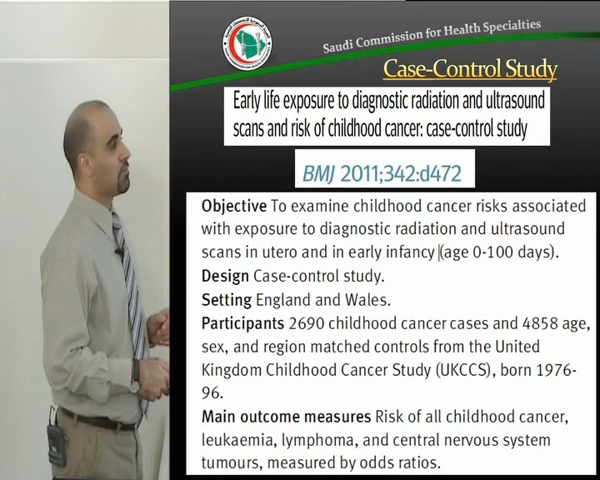 Saudi Commission for Health Specialties
Case-Control Study
Early life exposure to diagnostic radiation and ultrasound
scans and risk of childhood cancer: case-control study
BMJ 2011;342:d472
Objective To examine childhood cancer risks associated
with exposure to diagnostic radiation and ultrasound
scans in utero and in early infancy (age 0-100 days).
Design Case-control study.
Setting England and Wales.
Participants 2690 childhood cancer cases and 4858 age,
sex, and region matched controls from the United
Kingdom Childhood Cancer Study (UKCCS), born 1976-
96.
Main outcome measures Risk of all childhood cancer,
leukaemia, lymphoma, and central nervous system
tumours, measured by odds ratios.